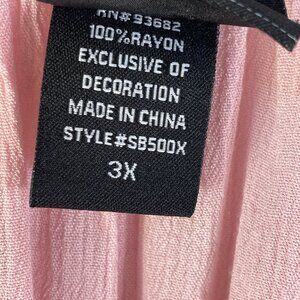 RN#93682
100%RAYON
EXCLUSIVE OF
DECORATION
MADE IN CHINA
STYLE#SB500X
3X